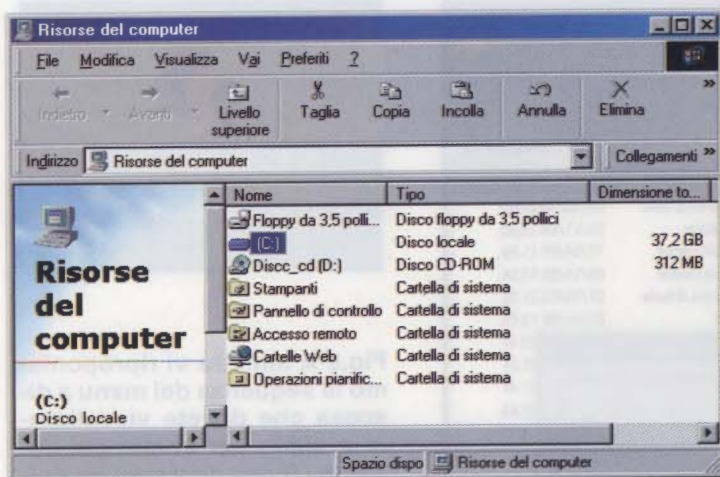 Risorse del computer
File Modifica Visualizza Vai Preferiti ?
Indietro Avanti Livello superiore Taglia Copia Incolla Annulla Elimina »
Indirizzo Risorse del computer Collegamenti »
Nome Tipo Dimensione to...
Floppy da 3,5 polli... Disco floppy da 3,5 pollici
(C:) Disco locale 37,2 GB
Discc_cd (D:) Disco CD-ROM 312 MB
Stampanti Cartella di sistema
Pannello di controllo Cartella di sistema
Accesso remoto Cartella di sistema
Cartelle Web Cartella di sistema
Operazioni pianific... Cartella di sistema
Risorse
del
computer
(C:)
Disco locale
Spazio dispo Risorse del computer